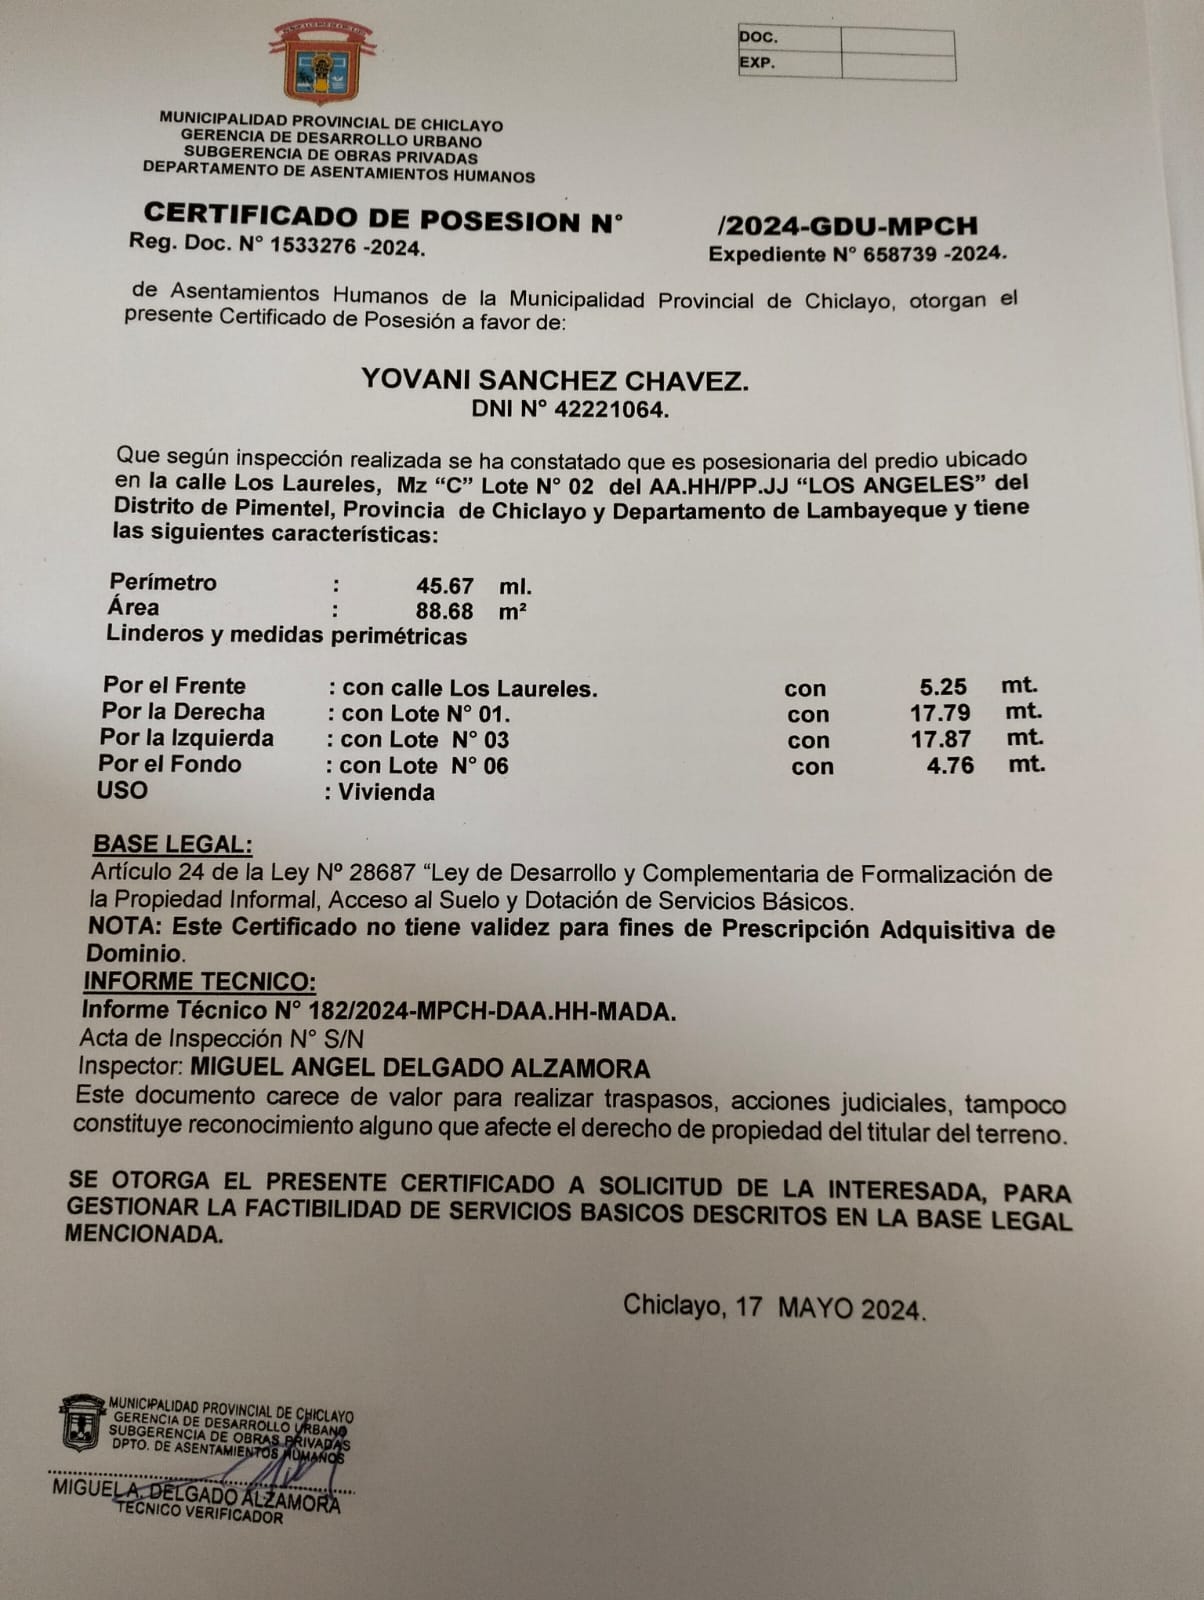 DOC.
EXP.
MUNICIPALIDAD PROVINCIAL DE CHICLAYO
GERENCIA DE DESARROLLO URBANO
SUBGERENCIA DE OBRAS PRIVADAS
DEPARTAMENTO DE ASENTAMIENTOS HUMANOS
CERTIFICADO DE POSESION N° /2024-GDU-MPCH
Reg. Doc. N° 1533276 -2024. Expediente N° 658739 -2024.
de Asentamientos Humanos de la Municipalidad Provincial de Chiclayo, otorgan el
presente Certificado de Posesión a favor de:
YOVANI SANCHEZ CHAVEZ.
DNI N° 42221064.
Que según inspección realizada se ha constatado que es posesionaria del predio ubicado
en la calle Los Laureles, Mz “C” Lote N° 02 del AA.HH/PP.JJ “LOS ANGELES” del
Distrito de Pimentel, Provincia de Chiclayo y Departamento de Lambayeque y tiene
las siguientes características:
Perímetro : 45.67 ml.
Área : 88.68 m²
Linderos y medidas perimétricas
Por el Frente : con calle Los Laureles. con 5.25 mt.
Por la Derecha : con Lote N° 01. con 17.79 mt.
Por la Izquierda : con Lote N° 03 con 17.87 mt.
Por el Fondo : con Lote N° 06 con 4.76 mt.
USO : Vivienda
BASE LEGAL:
Artículo 24 de la Ley Nº 28687 “Ley de Desarrollo y Complementaria de Formalización de
la Propiedad Informal, Acceso al Suelo y Dotación de Servicios Básicos.
NOTA: Este Certificado no tiene validez para fines de Prescripción Adquisitiva de
Dominio.
INFORME TECNICO:
Informe Técnico N° 182/2024-MPCH-DAA.HH-MADA.
Acta de Inspección N° S/N
Inspector: MIGUEL ANGEL DELGADO ALZAMORA
Este documento carece de valor para realizar traspasos, acciones judiciales, tampoco
constituye reconocimiento alguno que afecte el derecho de propiedad del titular del terreno.
SE OTORGA EL PRESENTE CERTIFICADO A SOLICITUD DE LA INTERESADA, PARA
GESTIONAR LA FACTIBILIDAD DE SERVICIOS BASICOS DESCRITOS EN LA BASE LEGAL
MENCIONADA.
Chiclayo, 17 MAYO 2024.
MUNICIPALIDAD PROVINCIAL DE CHICLAYO
GERENCIA DE DESARROLLO URBANO
SUBGERENCIA DE OBRAS PRIVADAS
DPTO. DE ASENTAMIENTOS HUMANOS
MIGUEL A. DELGADO ALZAMORA
TECNICO VERIFICADOR